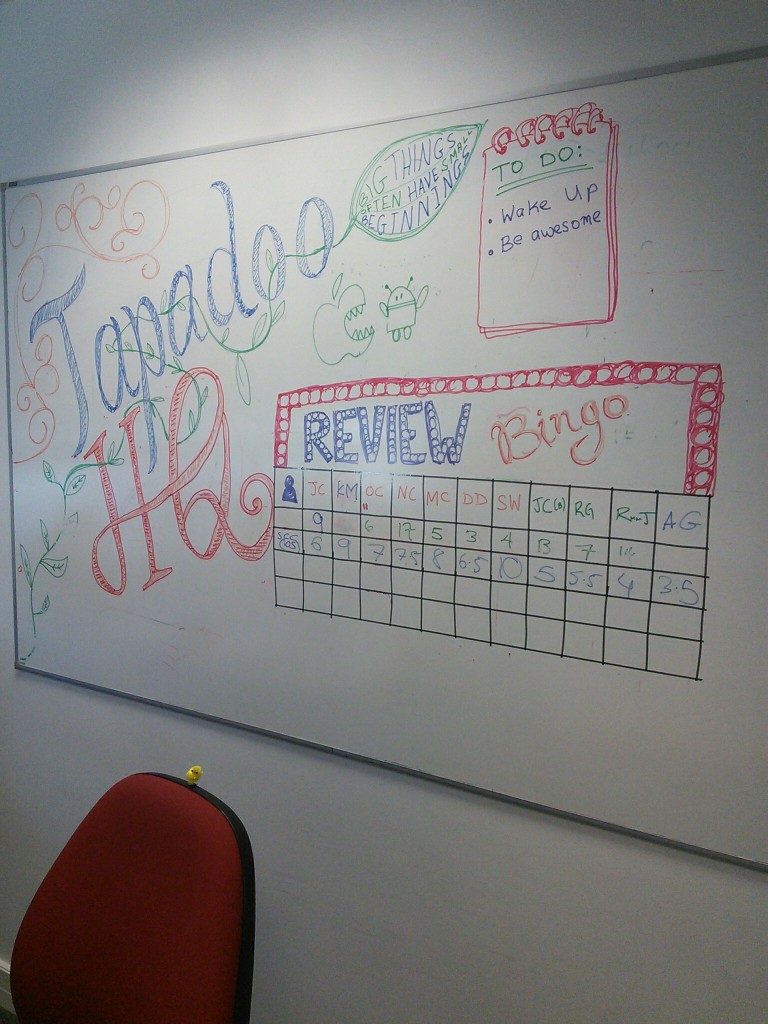 Tapadoo
HQ
BIG THINGS
OFTEN HAVE SMALL
BEGINNINGS
TO DO:
• Wake Up
• Be awesome
REVIEW Bingo
JC KM OC NC MC DD SW JC(B) RG RmcJ AG
9 6 17 5 3 4 13 7
6 9 7 7.5 8 6.5 10 5 5.5 4 3.5